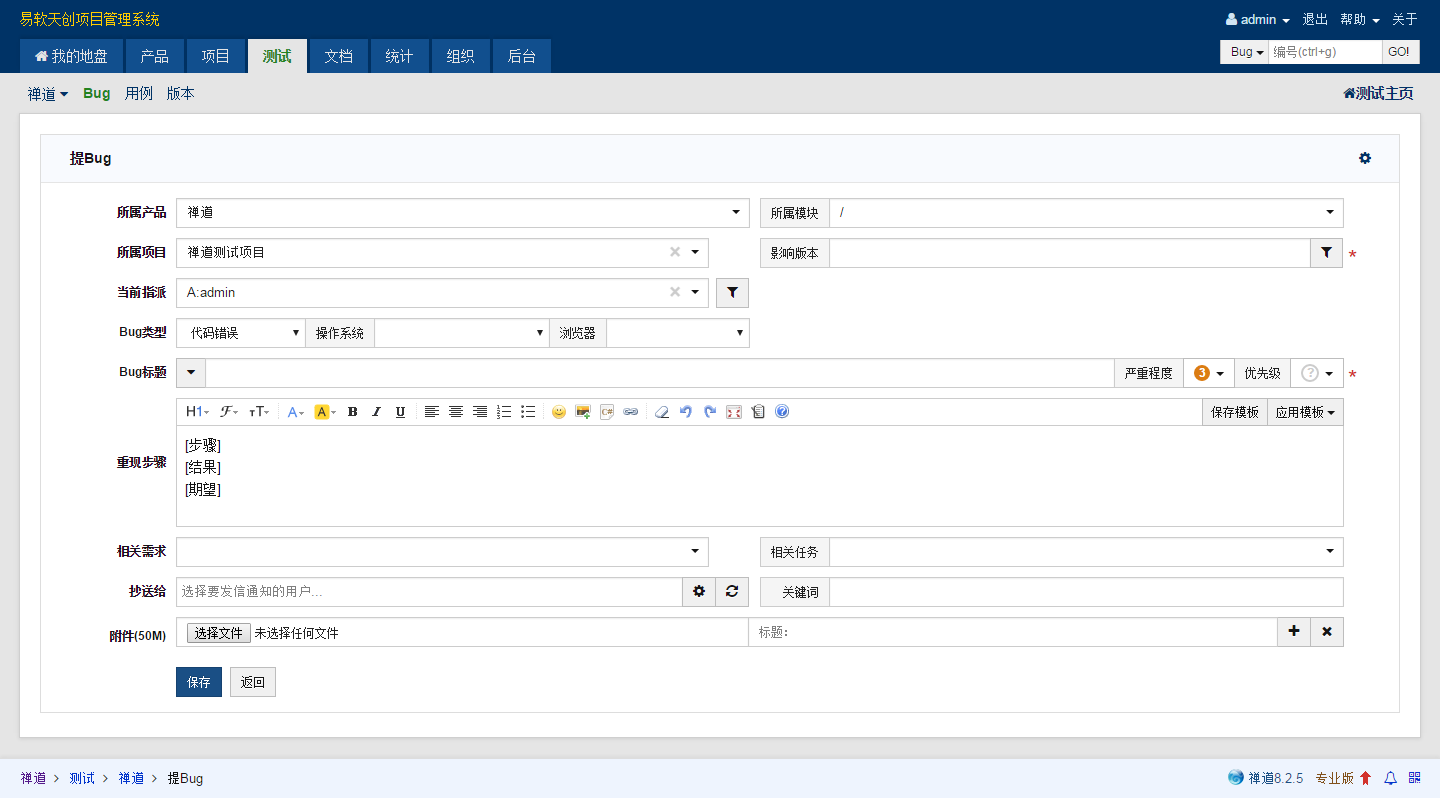 易软天创项目管理系统
admin 退出 帮助 关于
我的地盘 产品 项目 测试 文档 统计 组织 后台
Bug 编号(ctrl+g) GO!
禅道 Bug 用例 版本 测试主页
提Bug
所属产品 禅道 所属模块 /
所属项目 禅道测试项目 影响版本 *
当前指派 A:admin
Bug类型 代码错误 操作系统 浏览器
Bug标题 严重程度 3 优先级 ? *
H1 ℱ тT A A B I U C# ? 保存模板 应用模板
[步骤]
重现步骤
[结果]
[期望]
相关需求 相关任务
抄送给 选择要发信通知的用户... 关键词
附件(50M) 选择文件 未选择任何文件 标题:
保存 返回
禅道 > 测试 > 禅道 > 提Bug 禅道8.2.5 专业版